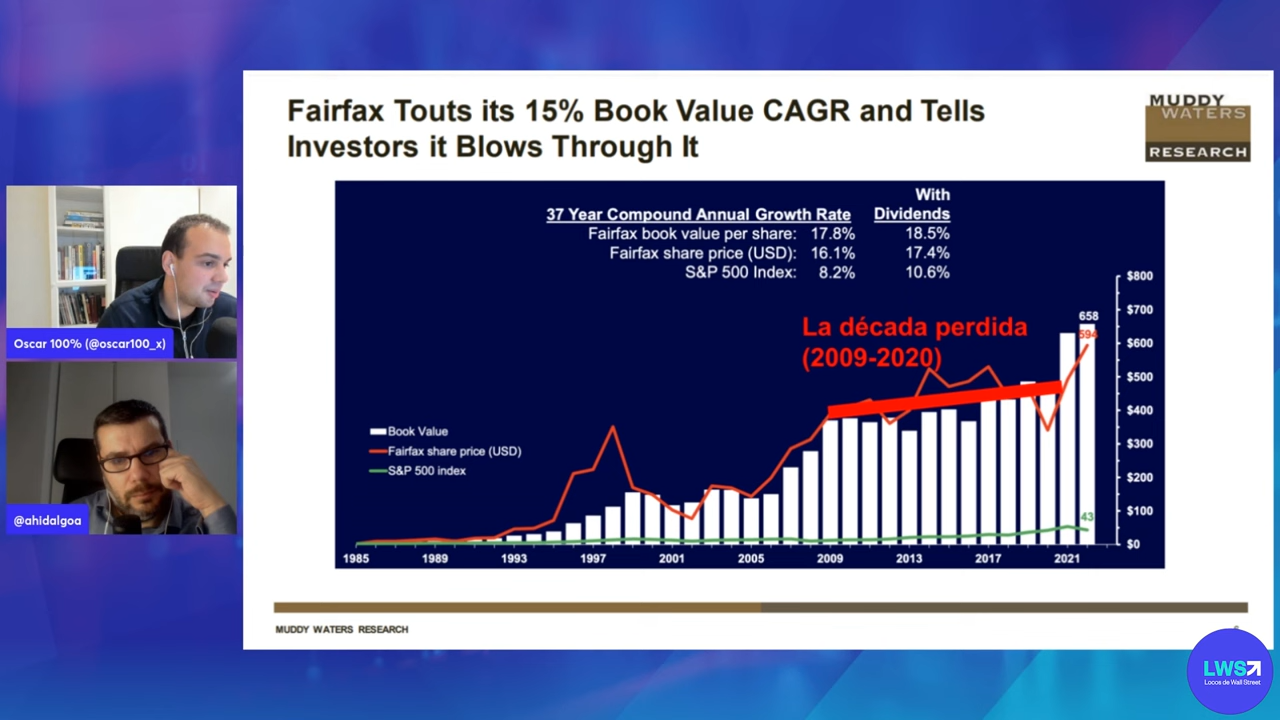 Fairfax Touts its 15% Book Value CAGR and Tells
Investors it Blows Through It
MUDDY
WATERS
RESEARCH
With
37 Year Compound Annual Growth Rate Dividends
Fairfax book value per share: 17.8% 18.5%
Fairfax share price (USD): 16.1% 17.4%
S&P 500 Index: 8.2% 10.6%
La década perdida
(2009-2020)
$800
$700
$600
$500
$400
$300
$200
$100
$0
658
594
43
Book Value
Fairfax share price (USD)
S&P 500 index
1985 1989 1993 1997 2001 2005 2009 2013 2017 2021
MUDDY WATERS RESEARCH
Oscar 100% (@oscar100_x)
@ahidalgoa
LWS
Locos de Wall Street